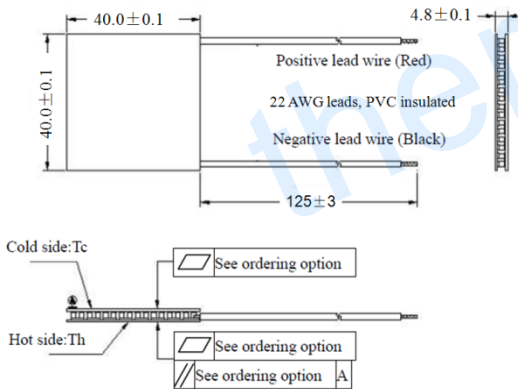 40.0±0.1
4.8±0.1
40.0±0.1
Positive lead wire (Red)
22 AWG leads, PVC insulated
Negative lead wire (Black)
125±3
Cold side:Tc
See ordering option
Hot side:Th
See ordering option
See ordering option A
ther